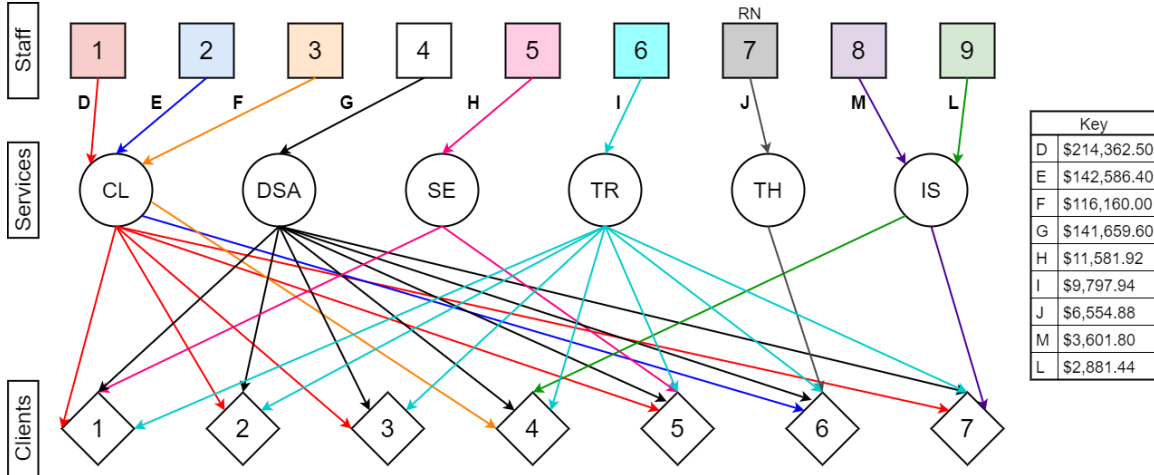 RN
Staff
1 2 3 4 5 6 7 8 9
D E F G H I J M L
Services
CL DSA SE TR TH IS
Clients
1 2 3 4 5 6 7
Key
D $214,362.50
E $142,586.40
F $116,160.00
G $141,659.60
H $11,581.92
I $9,797.94
J $6,554.88
M $3,601.80
L $2,881.44